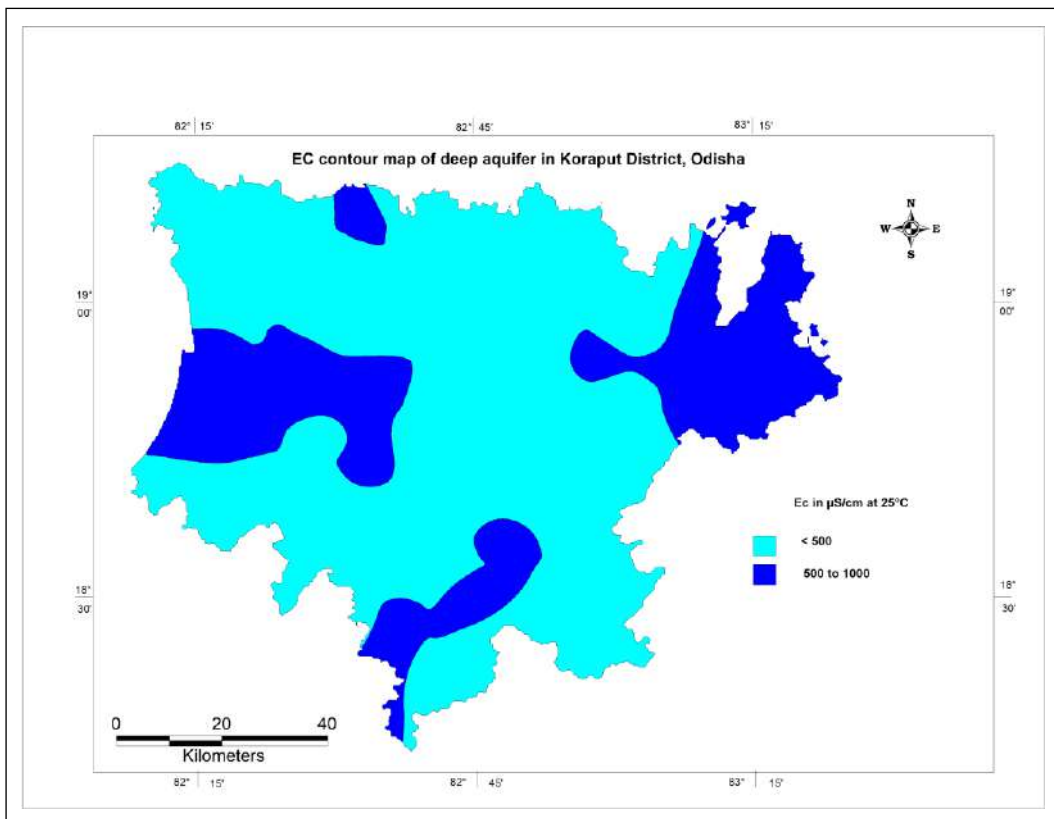 82° 15'
82° 45'
83° 15'
EC contour map of deep aquifer in Koraput District, Odisha
N
W E
S
19°
00'
19°
00'
Ec in µS/cm at 25°C
< 500
500 to 1000
18°
30'
18°
30'
0 20 40
Kilometers
82° 15'
82° 45'
83° 15'